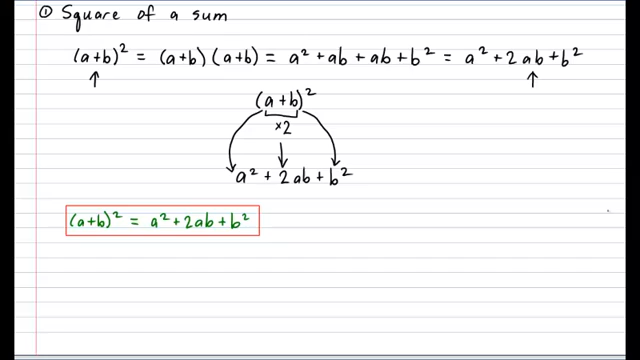 ① Square of a sum
(a+b)² = (a+b)(a+b) = a² + ab + ab + b² = a² + 2ab + b²
(a+b)²
×2
a² + 2ab + b²
(a+b)² = a² + 2ab + b²